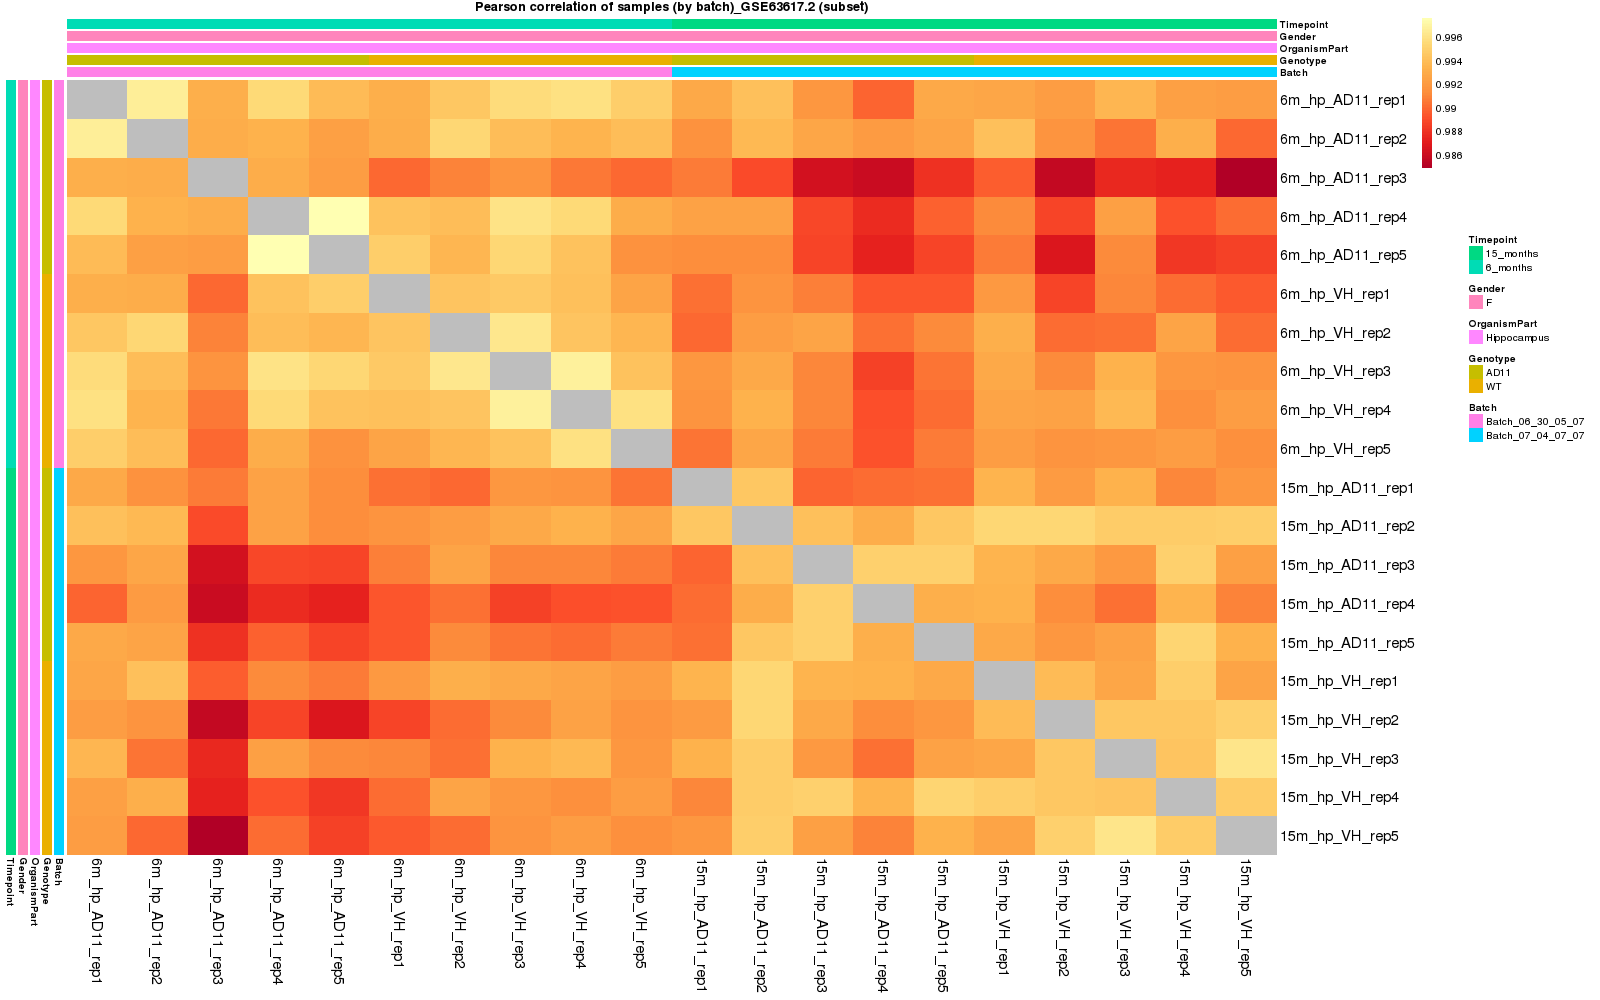 Pearson correlation of samples (by batch)_GSE63617.2 (subset)
Timepoint
Gender
OrganismPart
Genotype
Batch
0.996
0.994
0.992
0.99
0.988
0.986
6m_hp_AD11_rep1
6m_hp_AD11_rep2
6m_hp_AD11_rep3
6m_hp_AD11_rep4
6m_hp_AD11_rep5
6m_hp_VH_rep1
6m_hp_VH_rep2
6m_hp_VH_rep3
6m_hp_VH_rep4
6m_hp_VH_rep5
15m_hp_AD11_rep1
15m_hp_AD11_rep2
15m_hp_AD11_rep3
15m_hp_AD11_rep4
15m_hp_AD11_rep5
15m_hp_VH_rep1
15m_hp_VH_rep2
15m_hp_VH_rep3
15m_hp_VH_rep4
15m_hp_VH_rep5
Timepoint
15_months
6_months
Gender
F
OrganismPart
Hippocampus
Genotype
AD11
WT
Batch
Batch_06_30_05_07
Batch_07_04_07_07
Timepoint
Gender
OrganismPart
Genotype
Batch
6m_hp_AD11_rep1
6m_hp_AD11_rep2
6m_hp_AD11_rep3
6m_hp_AD11_rep4
6m_hp_AD11_rep5
6m_hp_VH_rep1
6m_hp_VH_rep2
6m_hp_VH_rep3
6m_hp_VH_rep4
6m_hp_VH_rep5
15m_hp_AD11_rep1
15m_hp_AD11_rep2
15m_hp_AD11_rep3
15m_hp_AD11_rep4
15m_hp_AD11_rep5
15m_hp_VH_rep1
15m_hp_VH_rep2
15m_hp_VH_rep3
15m_hp_VH_rep4
15m_hp_VH_rep5